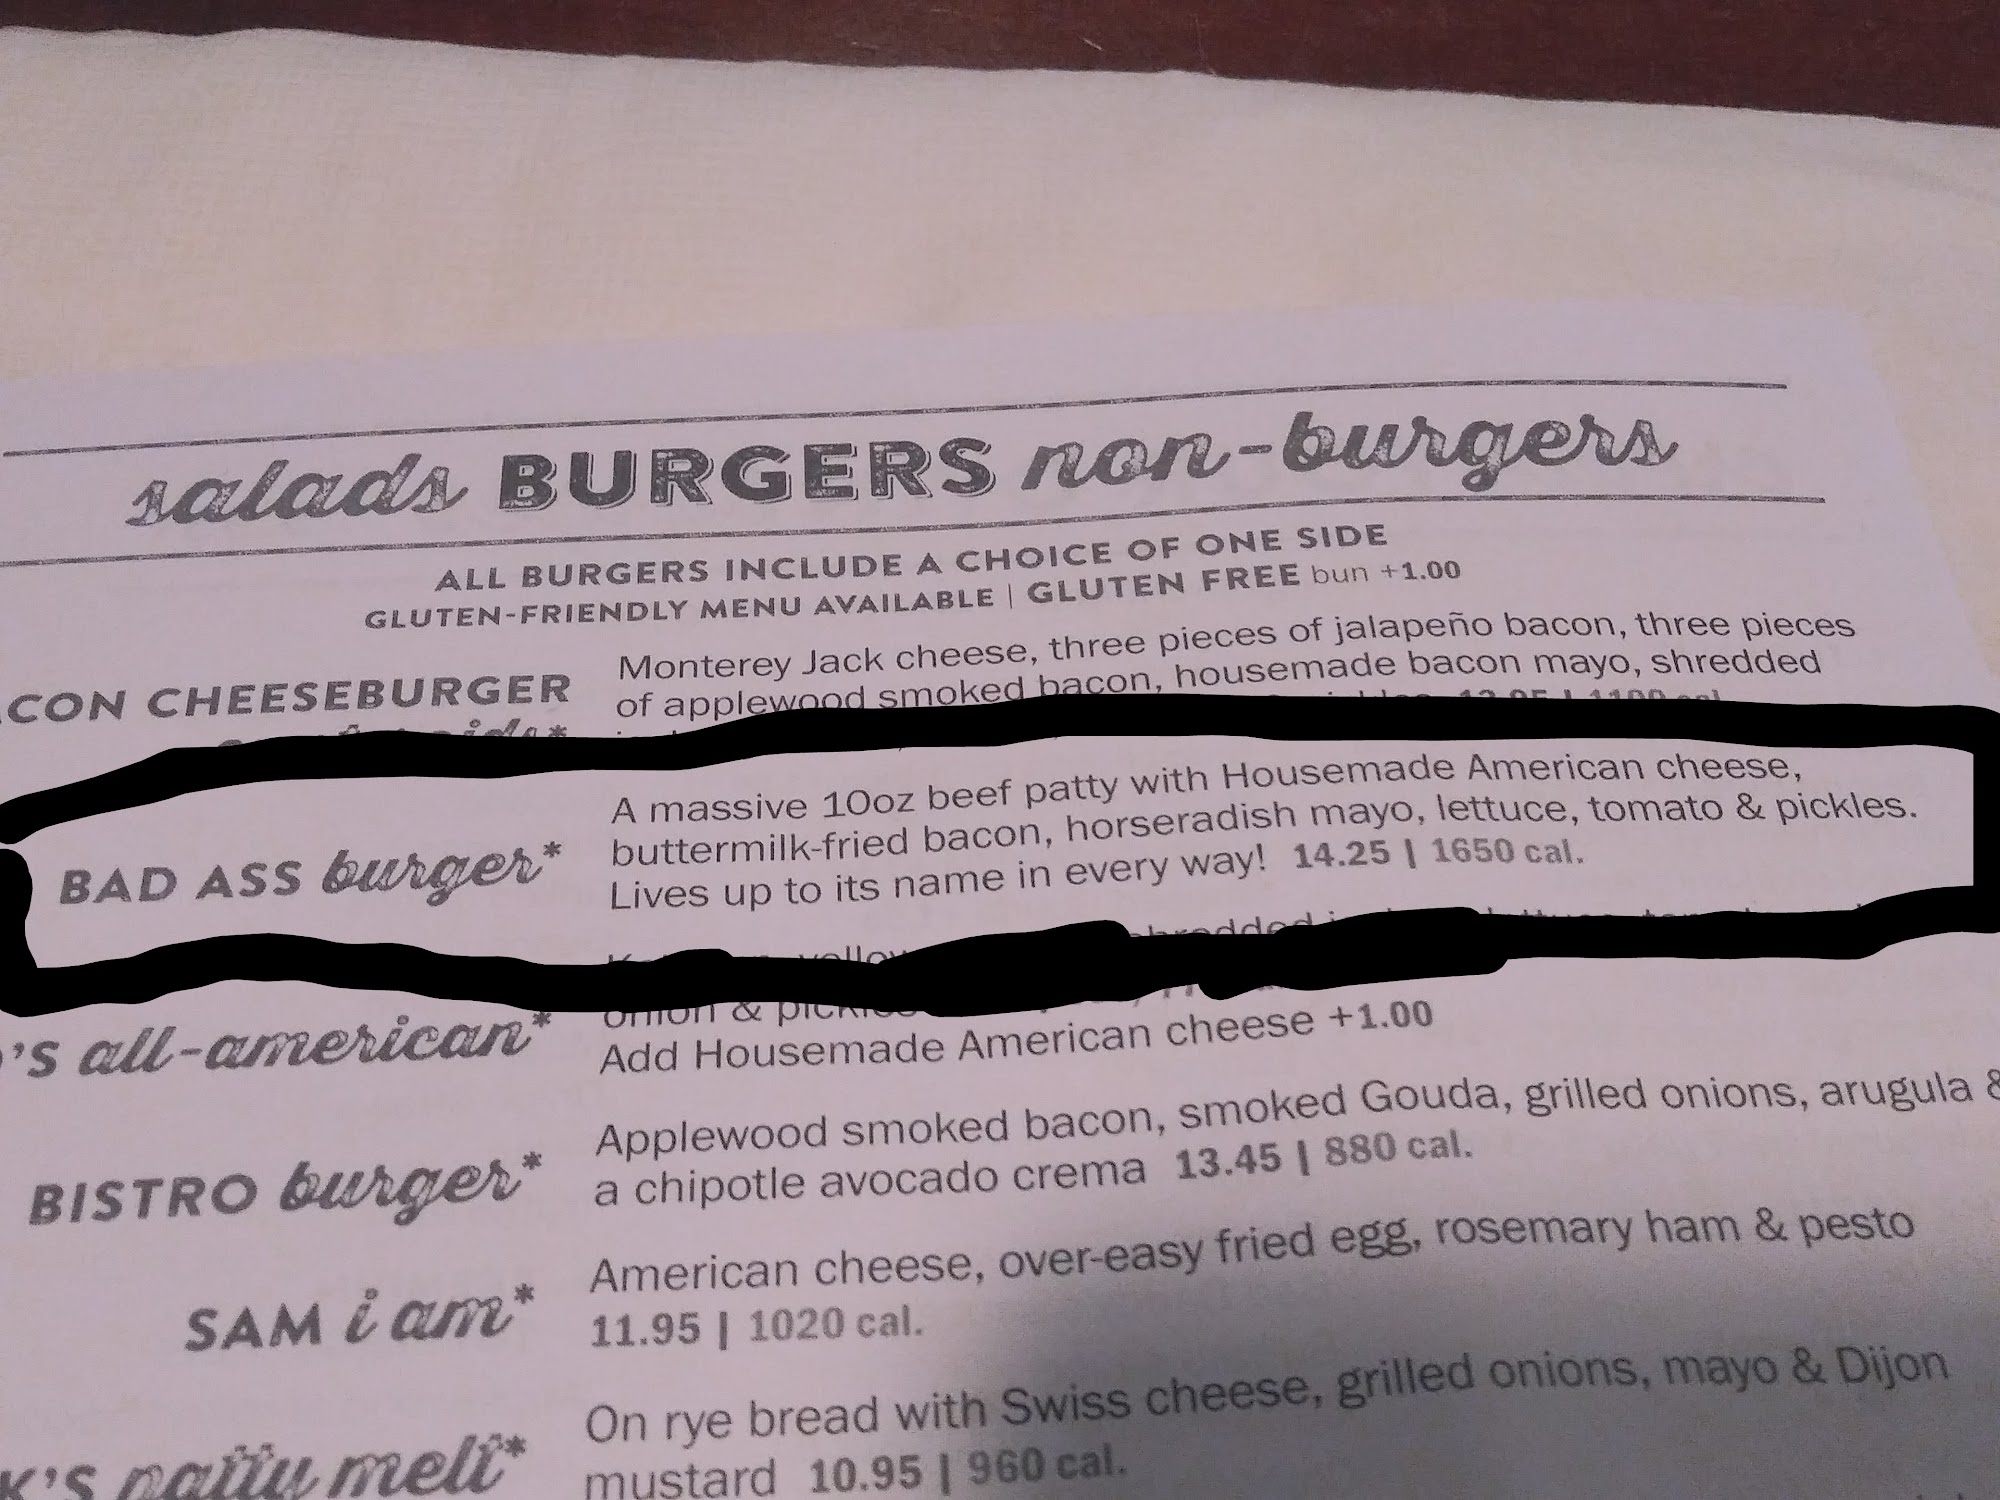 salads BURGERS non-burgers
ALL BURGERS INCLUDE A CHOICE OF ONE SIDE
GLUTEN-FRIENDLY MENU AVAILABLE | GLUTEN FREE bun +1.00
CON CHEESEBURGER
Monterey Jack cheese, three pieces of jalapeño bacon, three pieces
of applewood smoked bacon, housemade bacon mayo, shredded
BAD ASS burger*
A massive 10oz beef patty with Housemade American cheese,
buttermilk-fried bacon, horseradish mayo, lettuce, tomato & pickles.
Lives up to its name in every way! 14.25 | 1650 cal.
'S all-american*
onion &
Add Housemade American cheese +1.00
BISTRO burger*
Applewood smoked bacon, smoked Gouda, grilled onions, arugula &
a chipotle avocado crema 13.45 | 880 cal.
SAM i am*
American cheese, over-easy fried egg, rosemary ham & pesto
11.95 | 1020 cal.
K'S patty melt*
On rye bread with Swiss cheese, grilled onions, mayo & Dijon
mustard 10.95 | 960 cal.